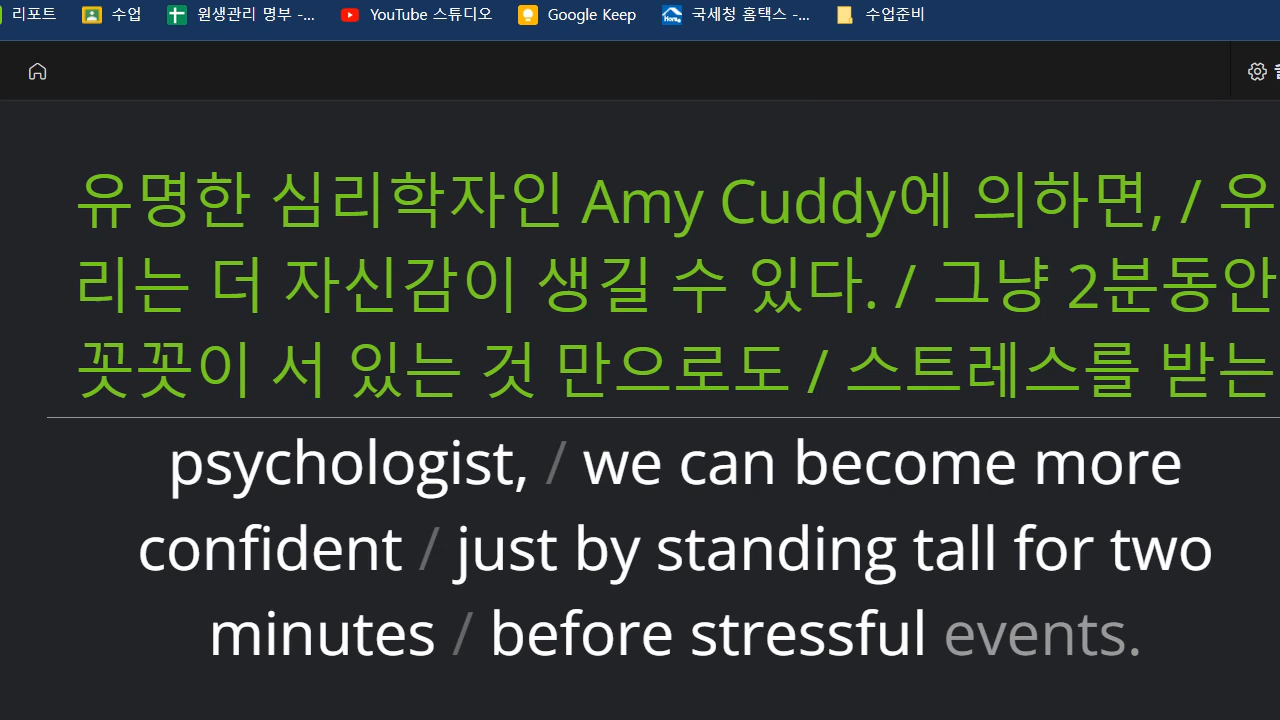 리포트 수업 원생관리 명부 -... YouTube 스튜디오 Google Keep 국세청 홈택스 -... 수업준비
유명한 심리학자인 Amy Cuddy에 의하면, / 우
리는 더 자신감이 생길 수 있다. / 그냥 2분동안
꼿꼿이 서 있는 것 만으로도 / 스트레스를 받는
psychologist, / we can become more
confident / just by standing tall for two
minutes / before stressful events.